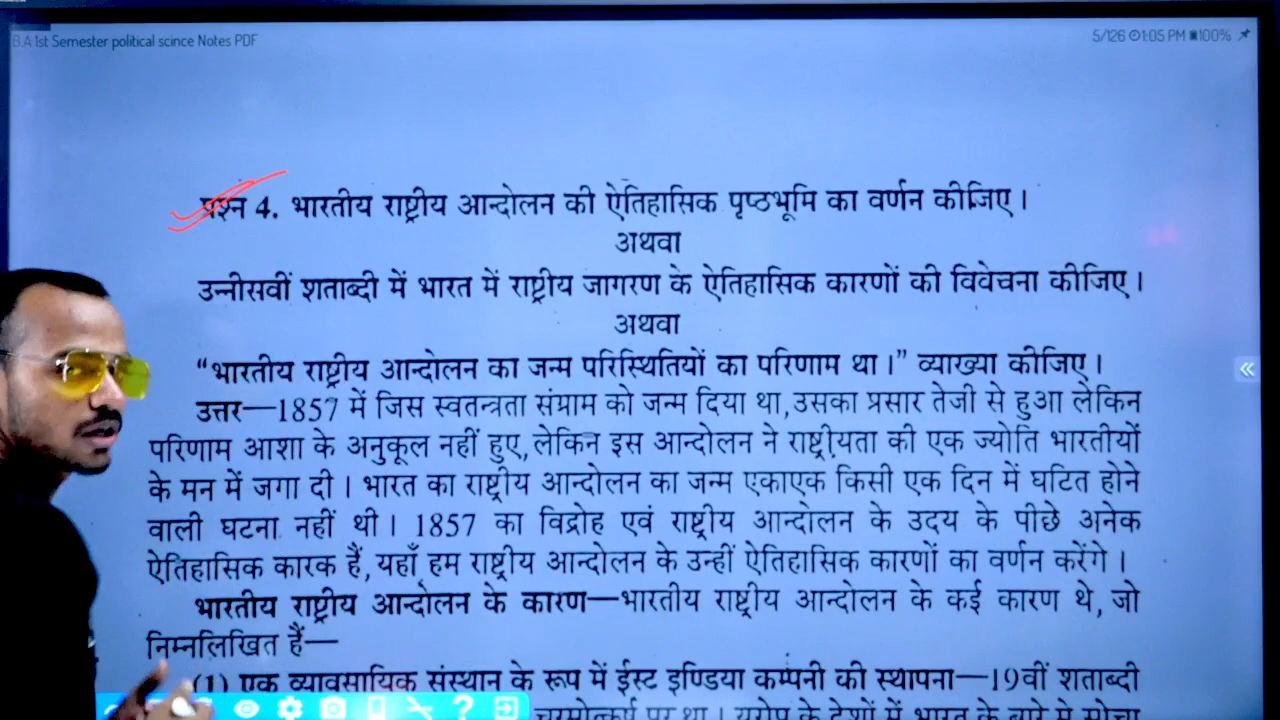 B.A 1st Semester political scince Notes PDF
5/126 1:05 PM 100%
प्रश्न 4. भारतीय राष्ट्रीय आन्दोलन की ऐतिहासिक पृष्ठभूमि का वर्णन कीजिए।
अथवा
उन्नीसवीं शताब्दी में भारत में राष्ट्रीय जागरण के ऐतिहासिक कारणों की विवेचना कीजिए।
अथवा
“भारतीय राष्ट्रीय आन्दोलन का जन्म परिस्थितियों का परिणाम था।” व्याख्या कीजिए।
उत्तर—1857 में जिस स्वतन्त्रता संग्राम को जन्म दिया था, उसका प्रसार तेजी से हुआ लेकिन
परिणाम आशा के अनुकूल नहीं हुए, लेकिन इस आन्दोलन ने राष्ट्रीयता की एक ज्योति भारतीयों
के मन में जगा दी। भारत का राष्ट्रीय आन्दोलन का जन्म एकाएक किसी एक दिन में घटित होने
वाली घटना नहीं थी। 1857 का विद्रोह एवं राष्ट्रीय आन्दोलन के उदय के पीछे अनेक
ऐतिहासिक कारक हैं, यहाँ हम राष्ट्रीय आन्दोलन के उन्हीं ऐतिहासिक कारणों का वर्णन करेंगे।
भारतीय राष्ट्रीय आन्दोलन के कारण—भारतीय राष्ट्रीय आन्दोलन के कई कारण थे, जो
निम्नलिखित हैं—
(1) एक व्यावसायिक संस्थान के रूप में ईस्ट इण्डिया कम्पनी की स्थापना—19वीं शताब्दी
चरमोत्कर्ष पर था। यूरोप के देशों में भारत के बारे मे सोचा